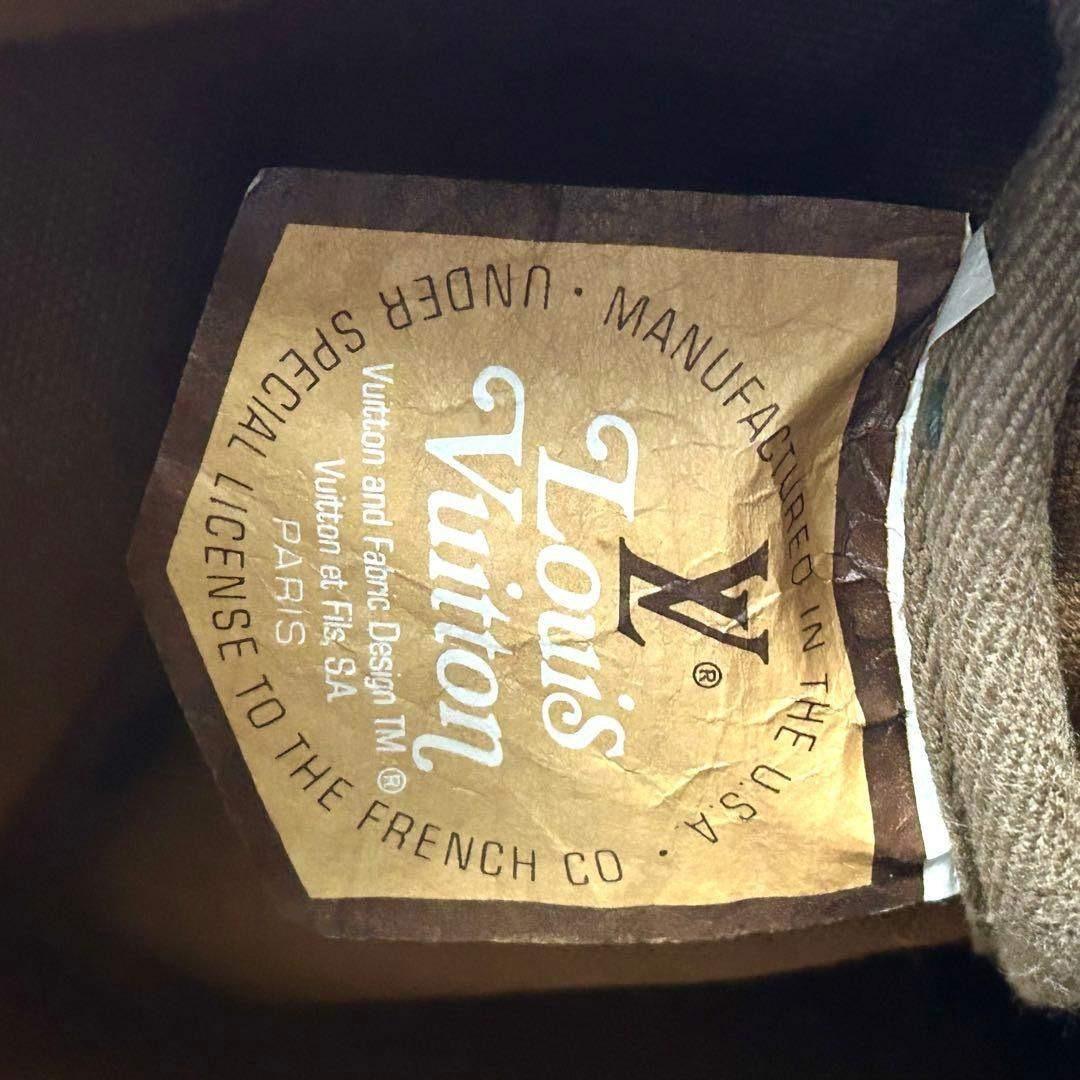 MANUFACTURED IN THE U.S.A.
LV®
Louis
Vuitton
Vuitton and Fabric Design TM ®
Vuitton et Fils, SA
PARIS
· UNDER SPECIAL LICENSE TO THE FRENCH CO ·